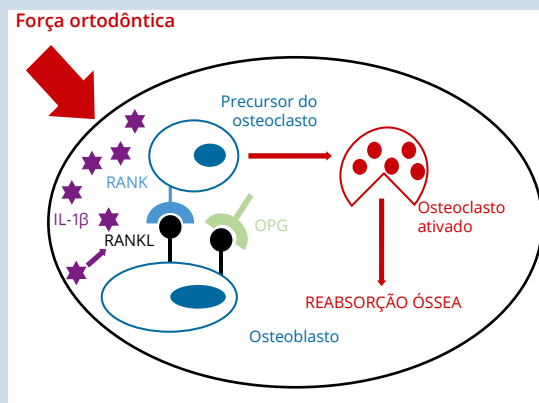 Força ortodôntica
Precursor do
osteoclasto
RANK
IL-1β
RANKL
OPG
Osteoclasto
ativado
REABSORÇÃO ÓSSEA
Osteoblasto